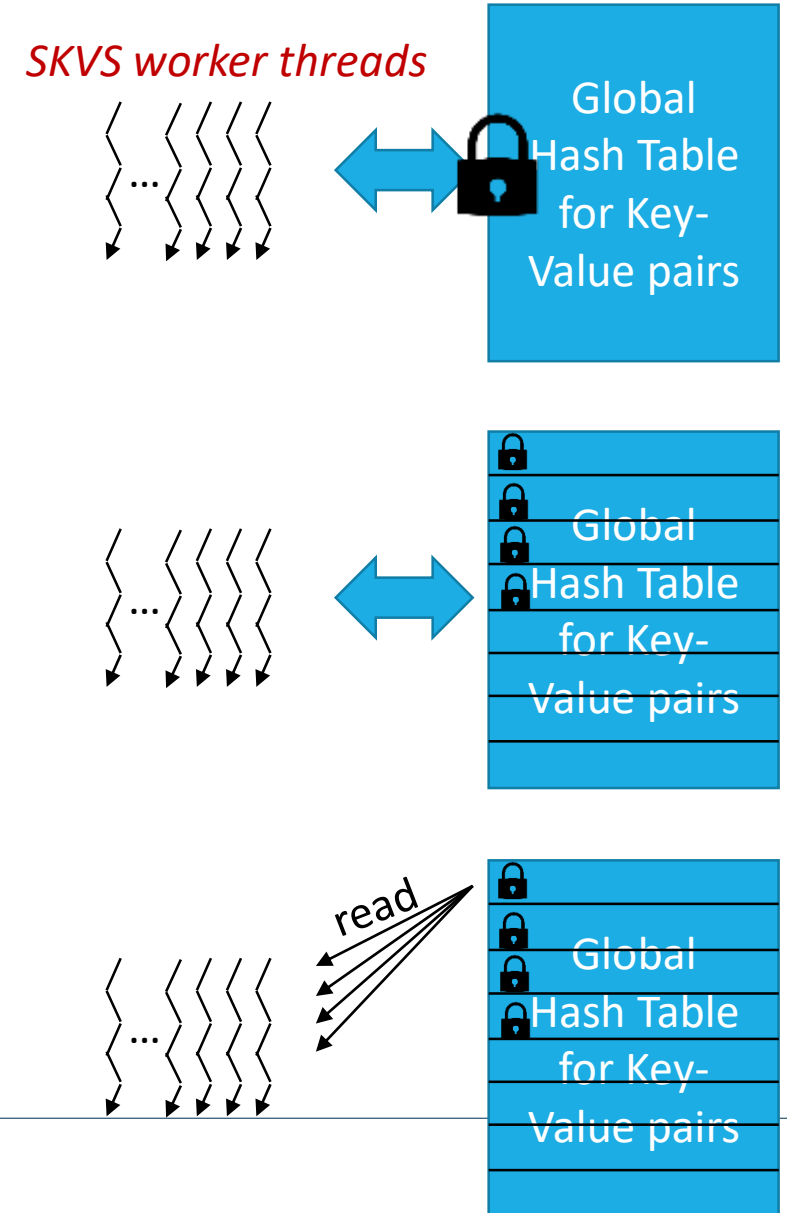 SKVS worker threads
...
Global
Hash Table
for Key-
Value pairs
...
Global
Hash Table
for Key-
Value pairs
read
...
Global
Hash Table
for Key-
Value pairs